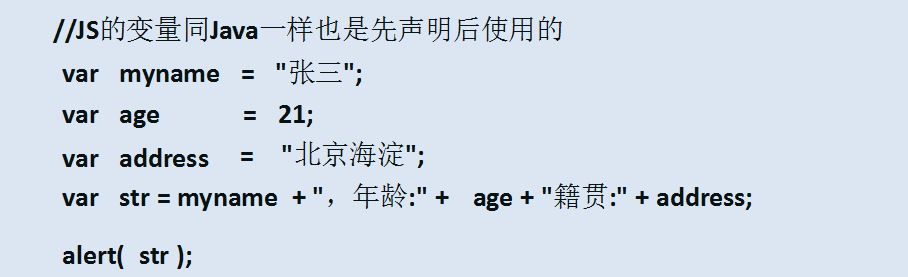 //JS的变量同Java一样也是先声明后使用的
var myname = "张三";
var age = 21;
var address = "北京海淀";
var str = myname + "，年龄:" + age + "籍贯:" + address;
alert( str );